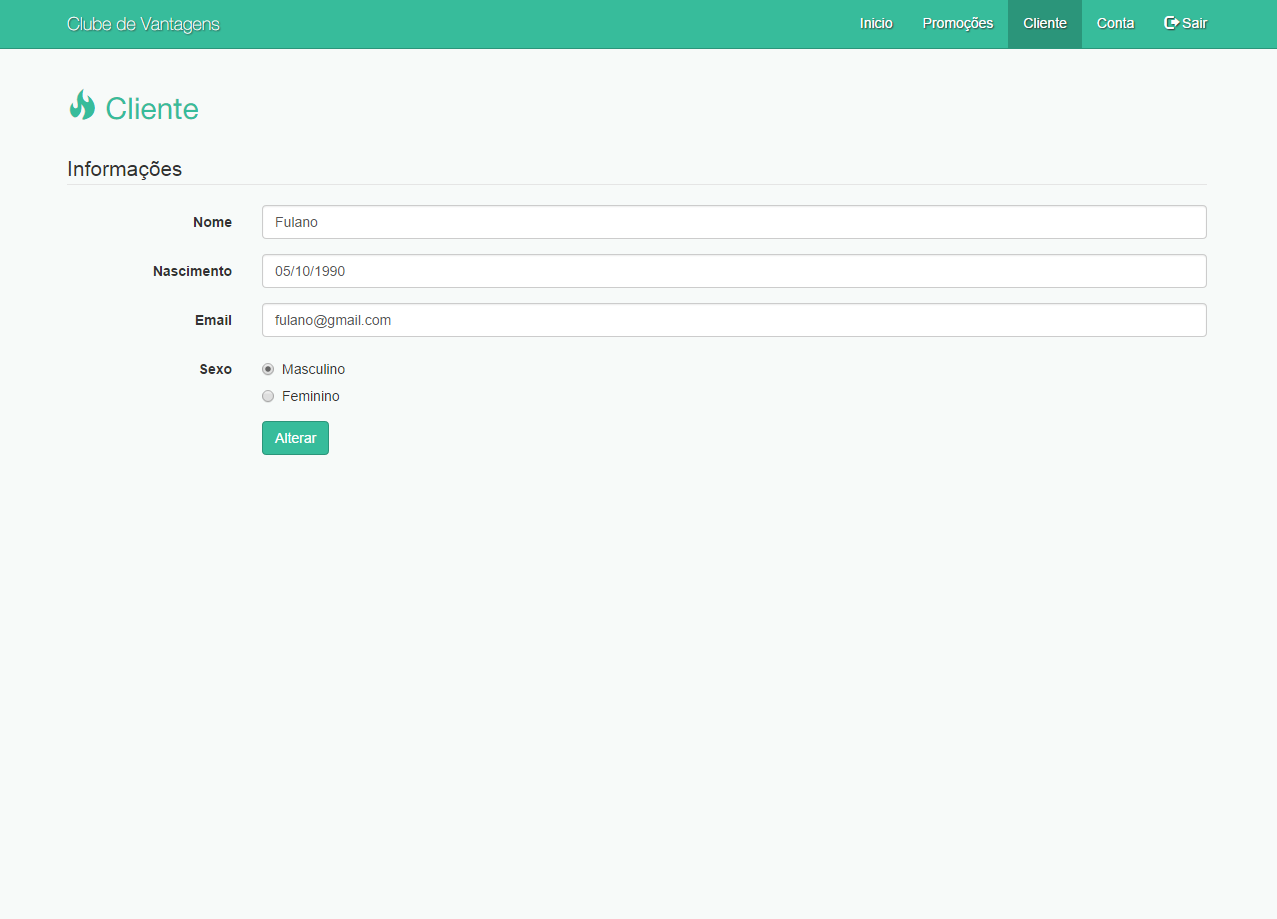 Clube de Vantagens Inicio Promoções Cliente Conta Sair
Cliente
Informações
Nome Fulano
Nascimento 05/10/1990
Email fulano@gmail.com
Sexo Masculino
Feminino
Alterar